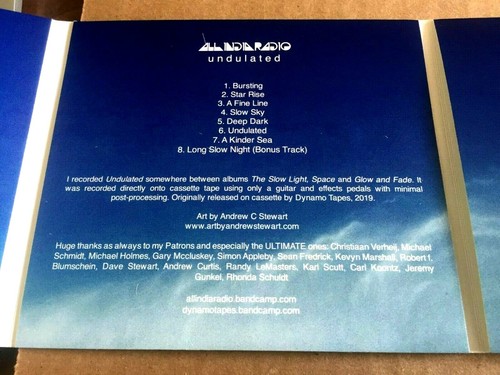 ALL INDIA RADIO
undulated
1. Bursting
2. Star Rise
3. A Fine Line
4. Slow Sky
5. Deep Dark
6. Undulated
7. A Kinder Sea
8. Long Slow Night (Bonus Track)
I recorded Undulated somewhere between albums The Slow Light, Space and Glow and Fade. It
was recorded directly onto cassette tape using only a guitar and effects pedals with minimal
post-processing. Originally released on cassette by Dynamo Tapes, 2019.
Art by Andrew C Stewart
www.artbyandrewstewart.com
Huge thanks as always to my Patrons and especially the ULTIMATE ones: Christiaan Verheij, Michael
Schmidt, Michael Holmes, Gary Mccluskey, Simon Appleby, Sean Fredrick, Kevyn Marshall, Robert f.
Blumschein, Dave Stewart, Andrew Curtis, Randy LeMasters, Karl Scutt, Carl Koontz, Jeremy
Gunkel, Rhonda Schuldt
allindiaradio.bandcamp.com
dynamotapes.bandcamp.com